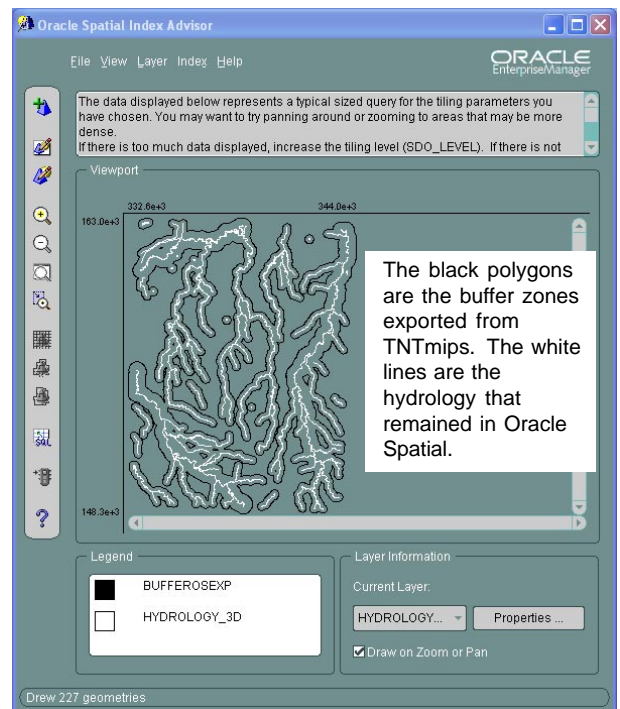 Oracle Spatial Index Advisor
File View Layer Index Help
ORACLE
EnterpriseManager
The data displayed below represents a typical sized query for the tiling parameters you
have chosen. You may want to try panning around or zooming to areas that may be more
dense.
If there is too much data displayed, increase the tiling level (SDO_LEVEL). If there is not
Viewport
332.6e+3 344.0e+3
163.0e+3
The black polygons
are the buffer zones
exported from
TNTmips. The white
lines are the
hydrology that
remained in Oracle
Spatial.
SQL
148.3e+3
Legend
BUFFEROSEXP
HYDROLOGY_3D
Layer Information
Current Layer:
HYDROLOGY... Properties ...
Draw on Zoom or Pan
Drew 227 geometries